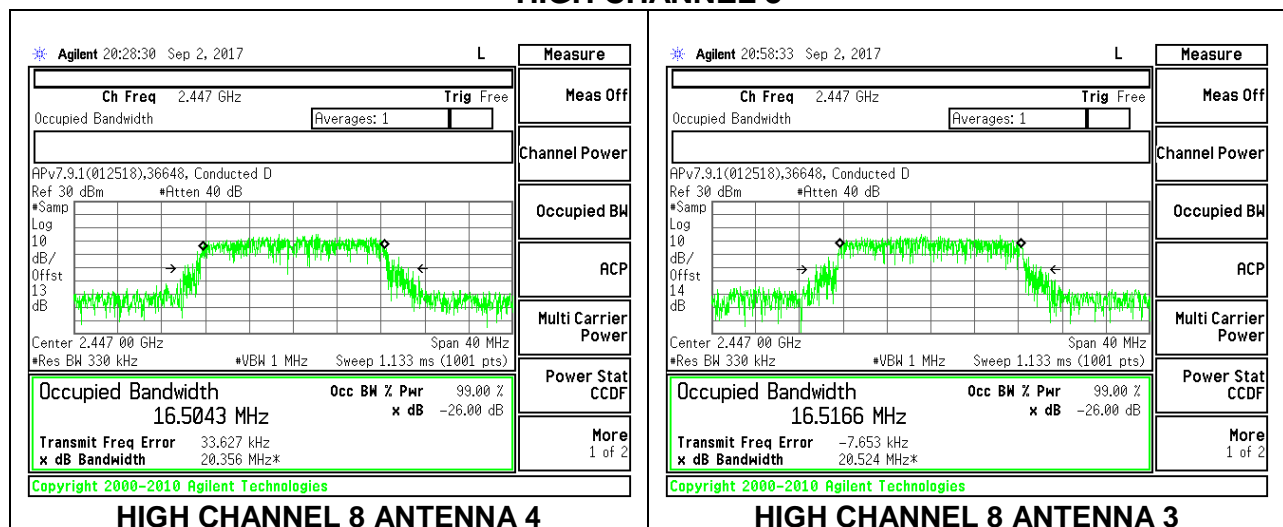 Agilent 20:28:30 Sep 2, 2017 L
Measure
Ch Freq 2.447 GHz Trig Free
Occupied Bandwidth Averages: 1
APv7.9.1(012518),36648, Conducted D
Ref 30 dBm #Atten 40 dB
#Samp
Log
10
dB/
Offst
13
dB
Center 2.447 00 GHz Span 40 MHz
#Res BW 330 kHz #VBW 1 MHz Sweep 1.133 ms (1001 pts)
Occupied Bandwidth Occ BW % Pwr 99.00 %
16.5043 MHz x dB -26.00 dB
Transmit Freq Error 33.627 kHz
x dB Bandwidth 20.356 MHz*
Copyright 2000-2010 Agilent Technologies
Meas Off
Channel Power
Occupied BW
ACP
Multi Carrier
Power
Power Stat
CCDF
More
1 of 2
HIGH CHANNEL 8 ANTENNA 4
Agilent 20:58:33 Sep 2, 2017 L
Measure
Ch Freq 2.447 GHz Trig Free
Occupied Bandwidth Averages: 1
APv7.9.1(012518),36648, Conducted D
Ref 30 dBm #Atten 40 dB
#Samp
Log
10
dB/
Offst
14
dB
Center 2.447 00 GHz Span 40 MHz
#Res BW 330 kHz #VBW 1 MHz Sweep 1.133 ms (1001 pts)
Occupied Bandwidth Occ BW % Pwr 99.00 %
16.5166 MHz x dB -26.00 dB
Transmit Freq Error -7.653 kHz
x dB Bandwidth 20.524 MHz*
Copyright 2000-2010 Agilent Technologies
Meas Off
Channel Power
Occupied BW
ACP
Multi Carrier
Power
Power Stat
CCDF
More
1 of 2
HIGH CHANNEL 8 ANTENNA 3